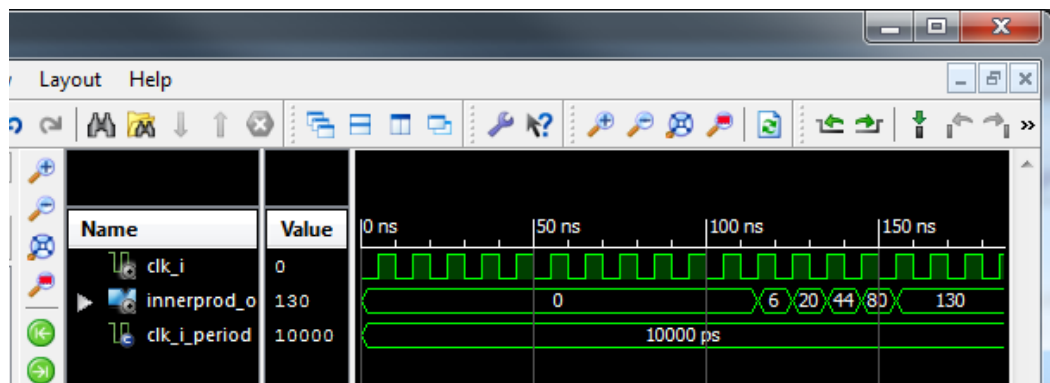 Layout Help
Name Value 0 ns 50 ns 100 ns 150 ns
clk_i 0
innerprod_o 130 0 6 20 44 80 130
clk_i_period 10000 10000 ps